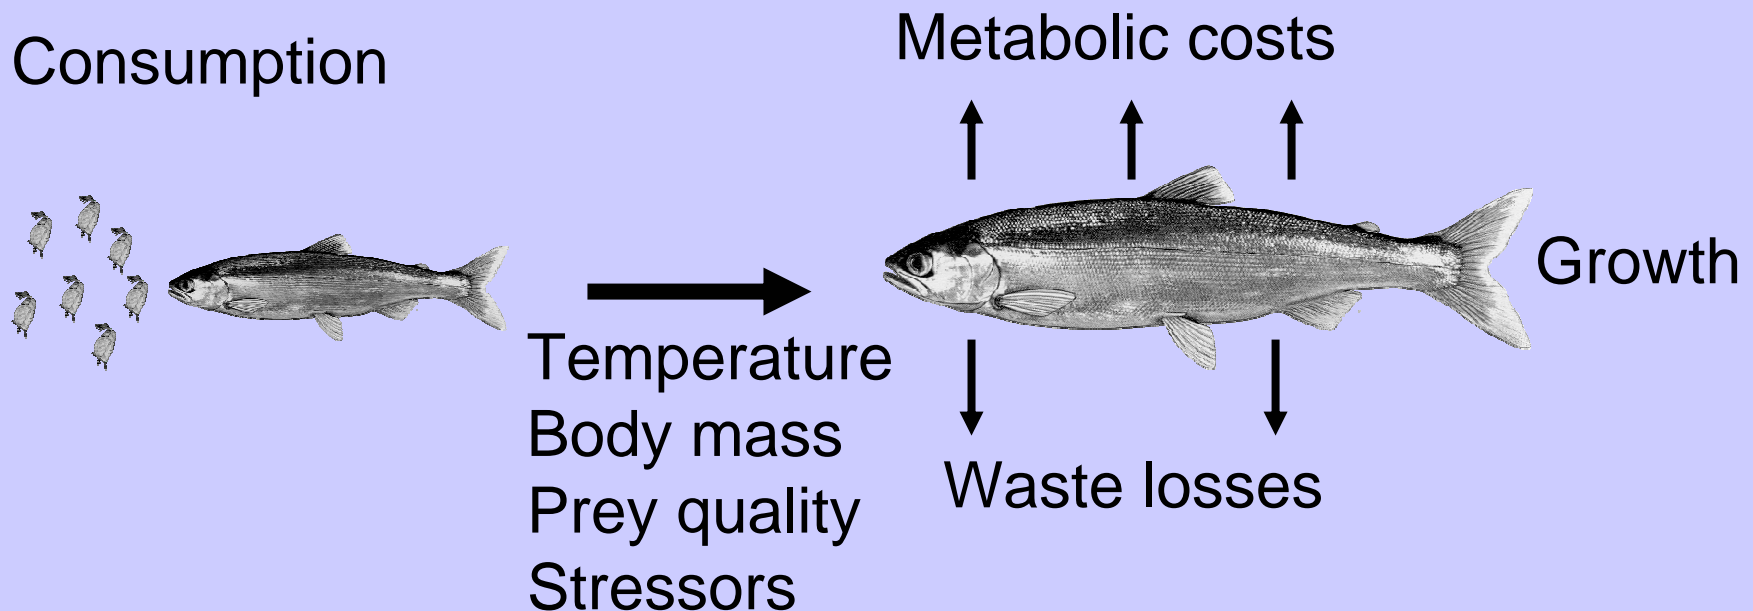 Consumption
Metabolic costs
Growth
Temperature
Body mass
Prey quality
Stressors
Waste losses